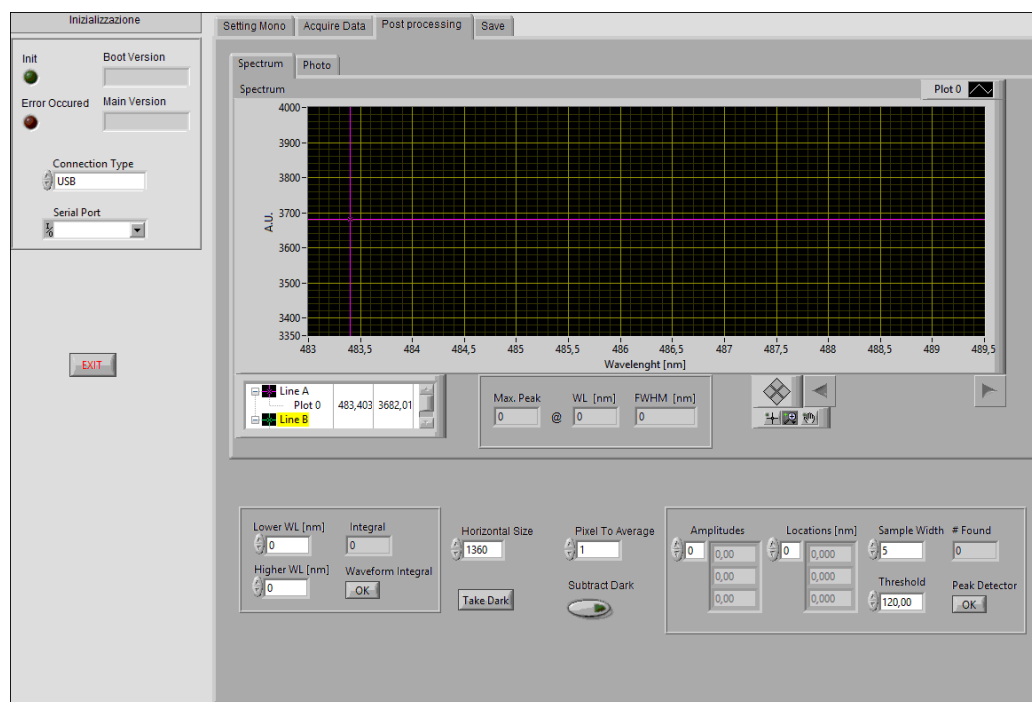 Inizializzazione
Init
Boot Version
Error Occured
Main Version
Connection Type
USB
Serial Port
I/O
EXIT
Setting Mono
Acquire Data
Post processing
Save
Spectrum
Photo
Spectrum
Plot 0
4000
3900
3800
3700
3600
3500
3400
3350
A.U.
483
483,5
484
484,5
485
485,5
486
486,5
487
487,5
488
488,5
489
489,5
Wavelenght [nm]
Line A
Plot 0 483,403 3682,01
Line B
Max. Peak
0
@
WL [nm]
0
FWHM [nm]
0
Lower WL [nm]
0
Integral
0
Higher WL [nm]
0
Waveform Integral
OK
Horizontal Size
1360
Take Dark
Pixel To Average
1
Subtract Dark
Amplitudes
0
0,00
0,00
0,00
Locations [nm]
0
0,000
0,000
0,000
Sample Width
5
# Found
0
Threshold
120,00
Peak Detector
OK